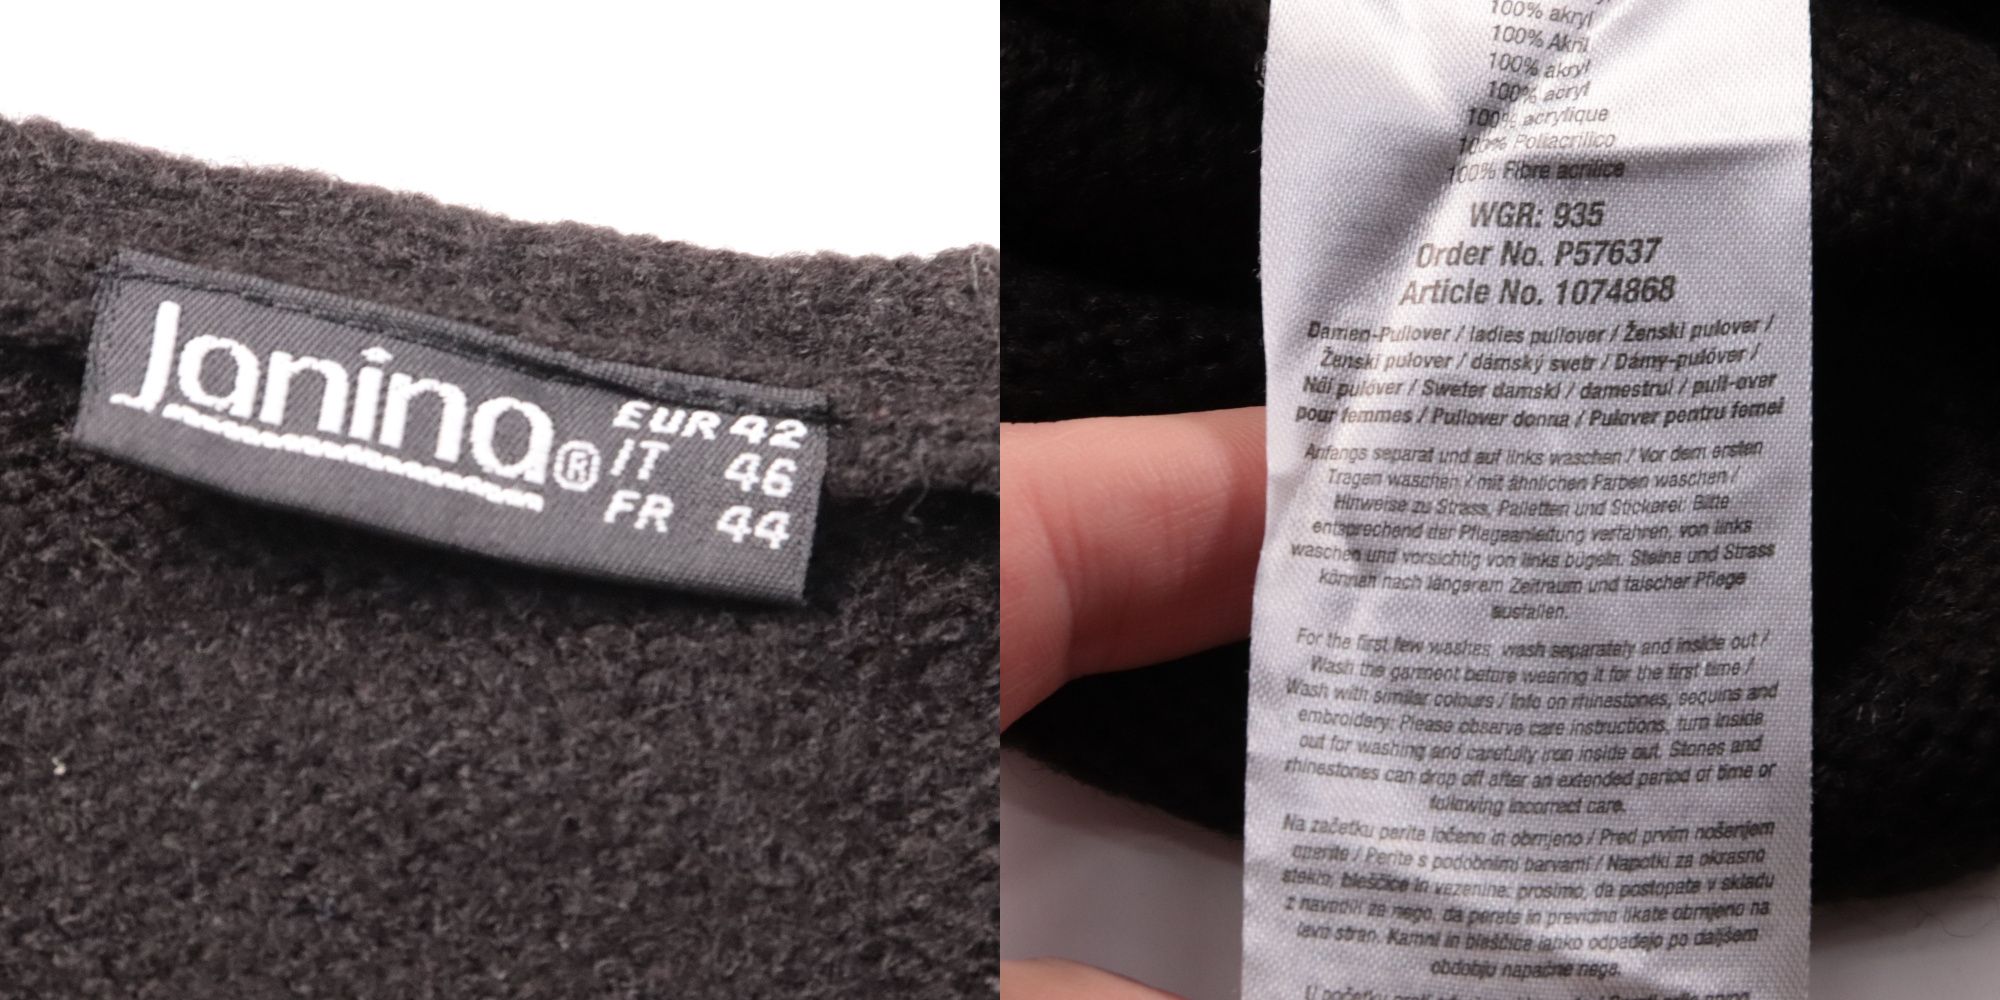 Janina®
EUR 42
IT 46
FR 44
100% akryl
100% Akril
100% akryl
100% acryl
100% acrylique
100% Poliacrilico
100% Fibre acrilice
WGR: 935
Order No. P57637
Article No. 1074868
Damen-Pullover / ladies pullover / Ženski pulover /
Ženski pulover / dámský svetr / Dámy-pulóver /
Nöi pulóver / Sweter damski / damestrui / pull-over
pour femmes / Pullover donna / Pulover pentru femei
Anfangs separat und auf links waschen / Vor dem ersten
Tragen waschen / mit ähnlichen Farben waschen /
Hinweise zu Strass, Pailetten und Stickerei: Bitte
entsprechend der Pflegeanleitung verfahren, von links
waschen und vorsichtig von links bügeln. Steine und Strass
können nach längerem Zeitraum und falscher Pflege
ausfallen.
For the first few washes, wash separately and inside out /
Wash the garment before wearing it for the first time /
Wash with similar colours / Info on rhinestones, sequins and
embroidery: Please observe care instructions, turn inside
out for washing and carefully iron inside out. Stones and
rhinestones can drop off after an extended period of time or
following incorrect care.
Na začetku perite ločeno in obrnjeno / Pred prvim nošenjem
operite / Perite s podobnimi barvami / Napotki za okrasno
steklo, bleščice in vezenine: prosimo, da postopate v skladu
z navodili za nego, da perete in previdno likate obrnjeno na
levo stran. Kamni in bleščice lahko odpadejo po daljšem
obdobju napačne nege.